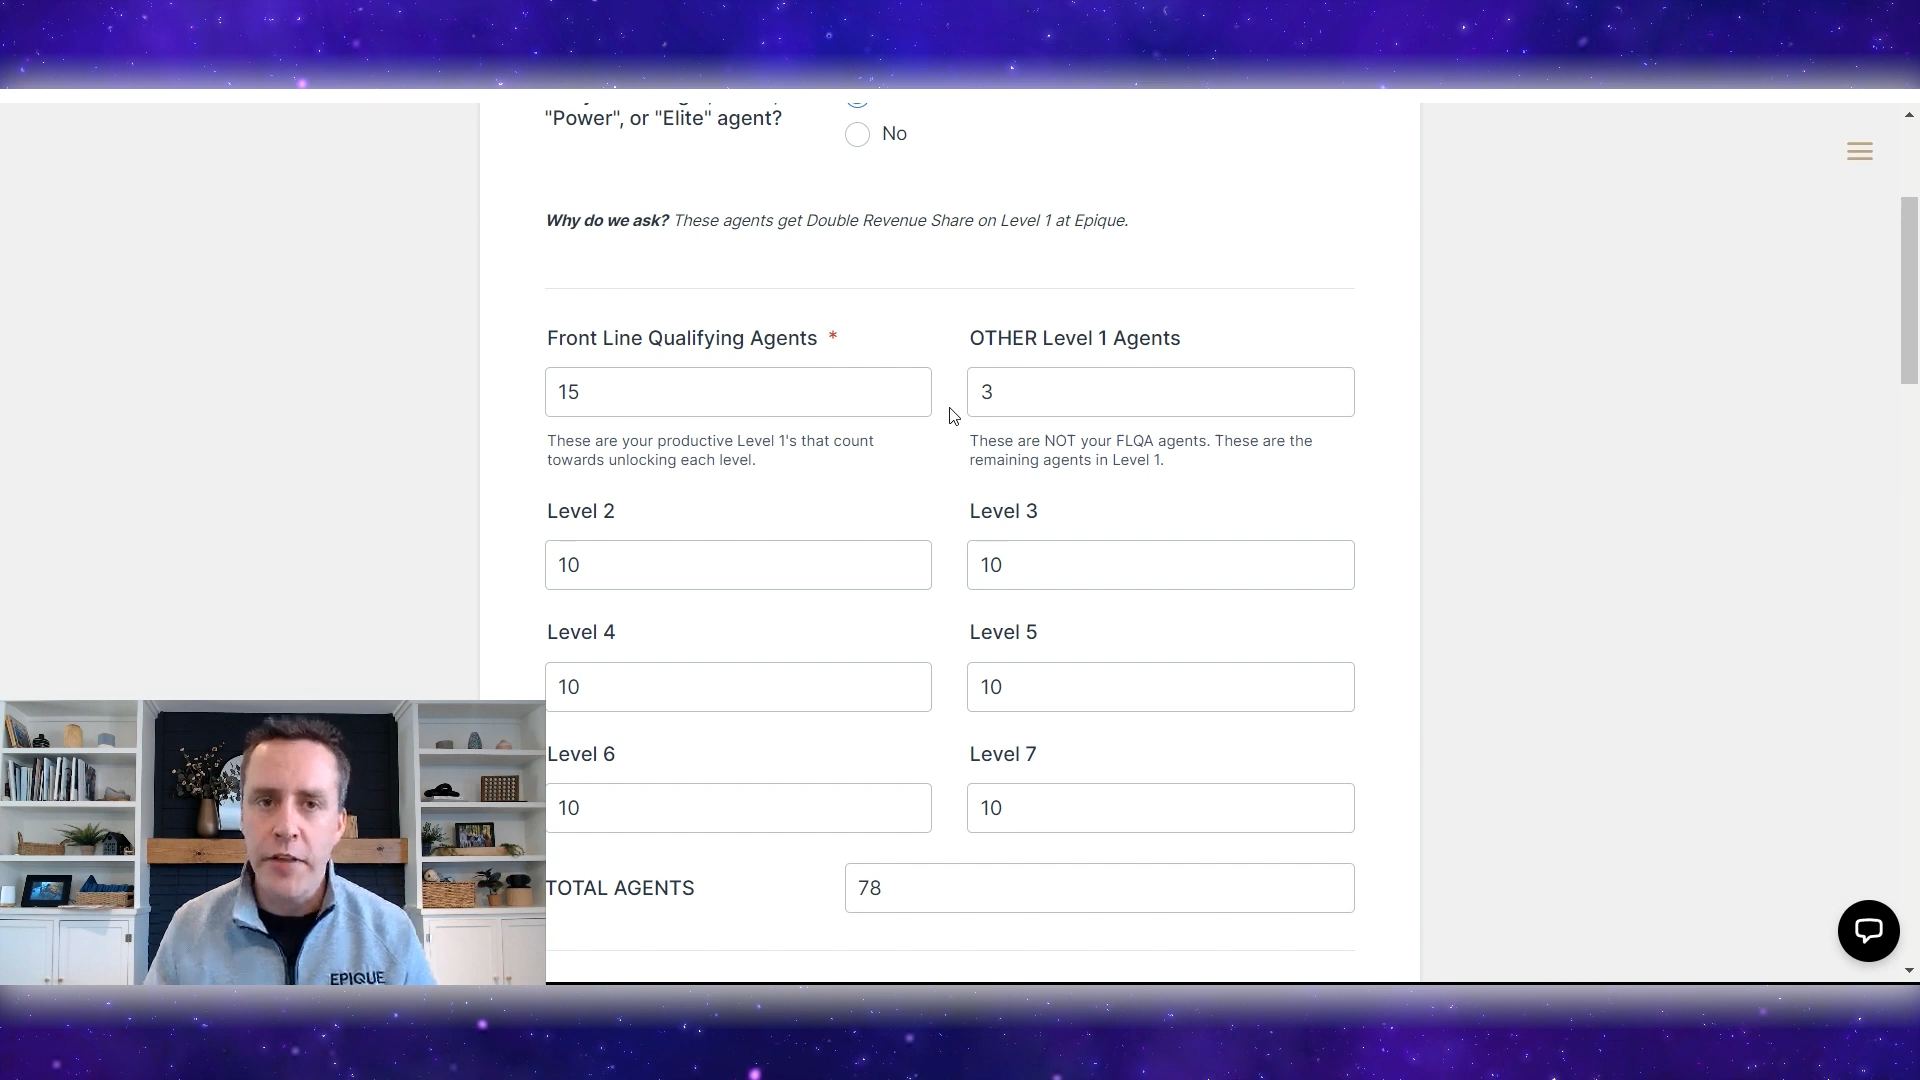 "Power", or "Elite" agent?
No
Why do we ask? These agents get Double Revenue Share on Level 1 at Epique.
Front Line Qualifying Agents *
OTHER Level 1 Agents
15
3
These are your productive Level 1's that count
towards unlocking each level.
These are NOT your FLQA agents. These are the
remaining agents in Level 1.
Level 2
Level 3
10
10
Level 4
Level 5
10
10
Level 6
Level 7
10
10
TOTAL AGENTS
78
EPIQUE